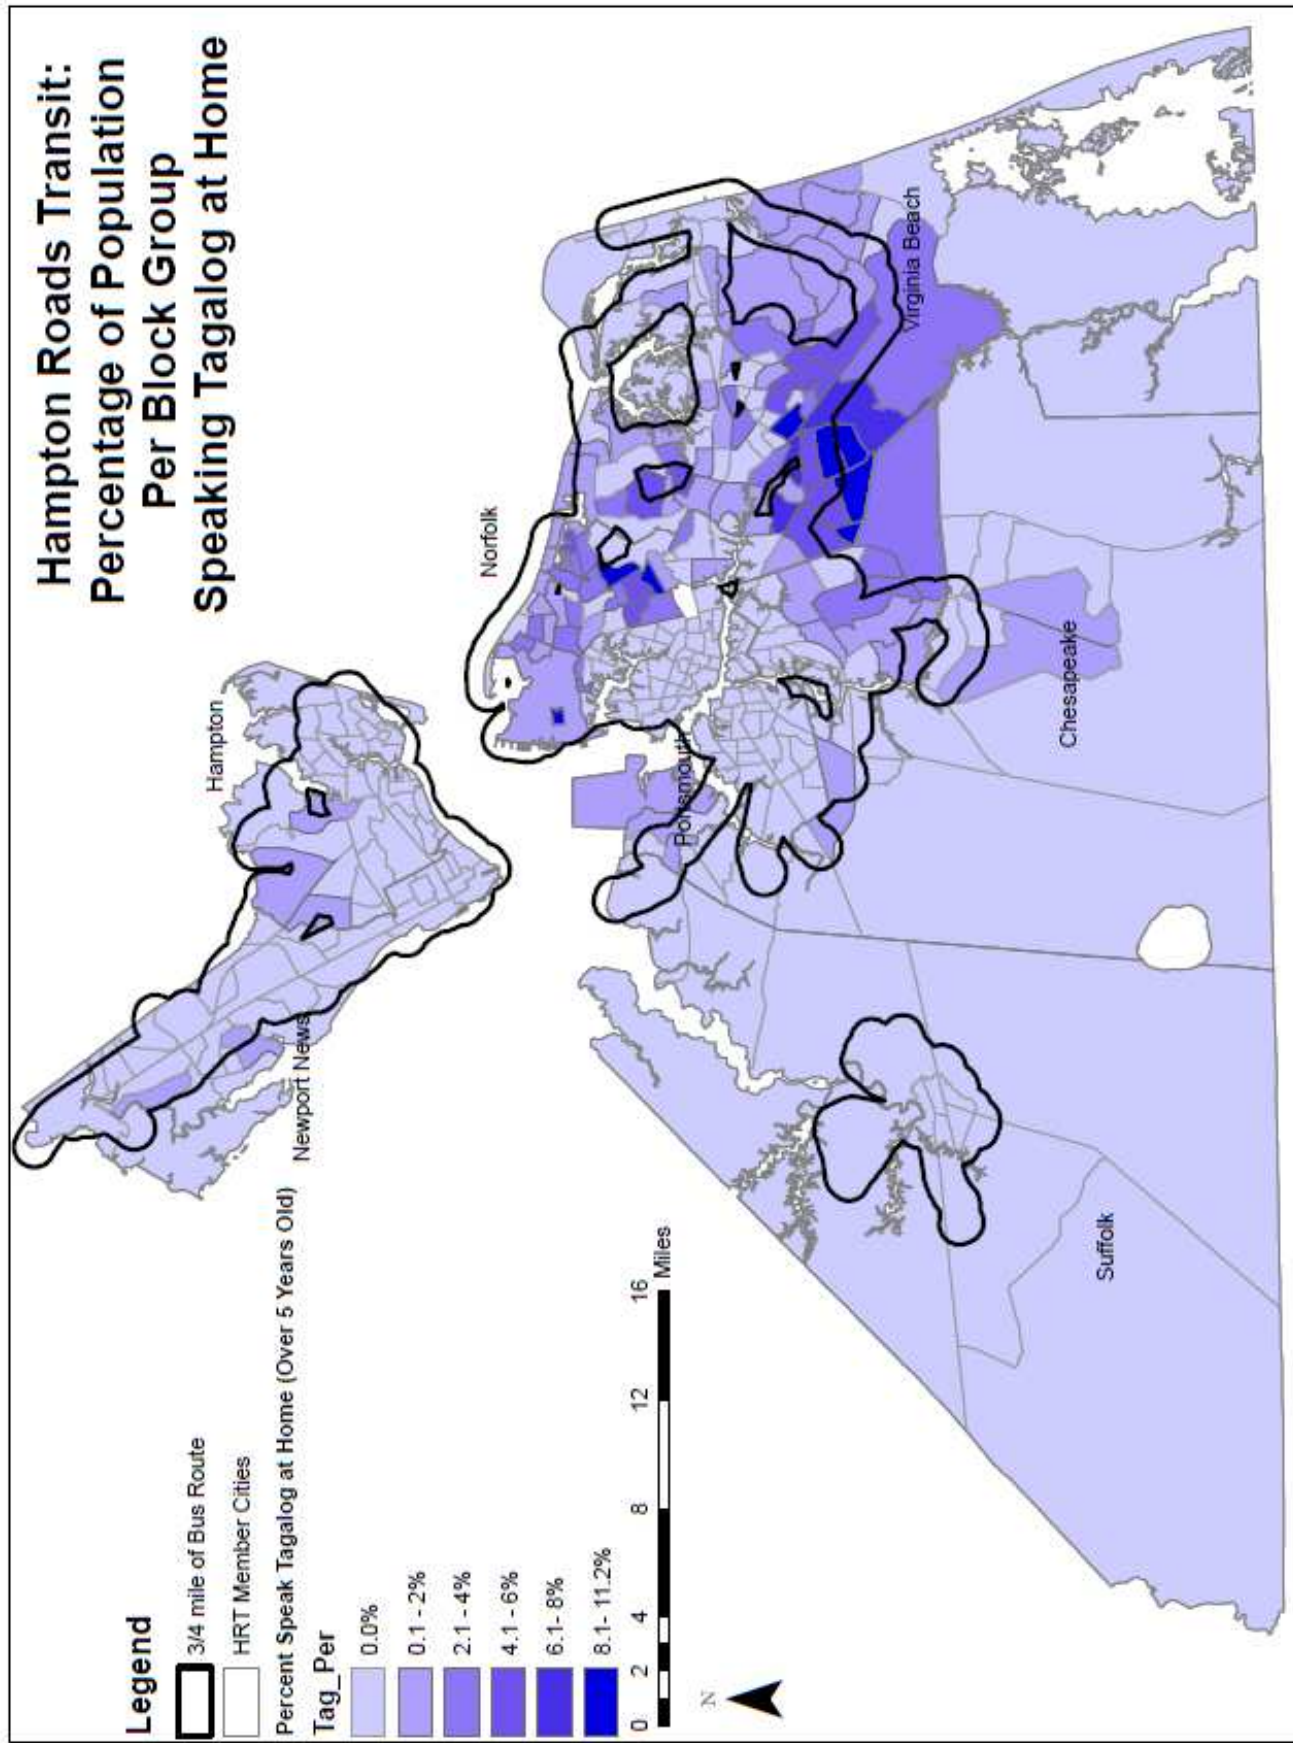 Hampton Roads Transit:
Percentage of Population
Per Block Group
Speaking Tagalog at Home
Legend
3/4 mile of Bus Route
HRT Member Cities
Percent Speak Tagalog at Home (Over 5 Years Old)
Tag_Per
0.0%
0.1 - 2%
2.1 - 4%
4.1 - 6%
6.1 - 8%
8.1- 11.2%
0 2 4 8 12 16
Miles
N
Newport News
Hampton
Norfolk
Portsmouth
Virginia Beach
Chesapeake
Suffolk